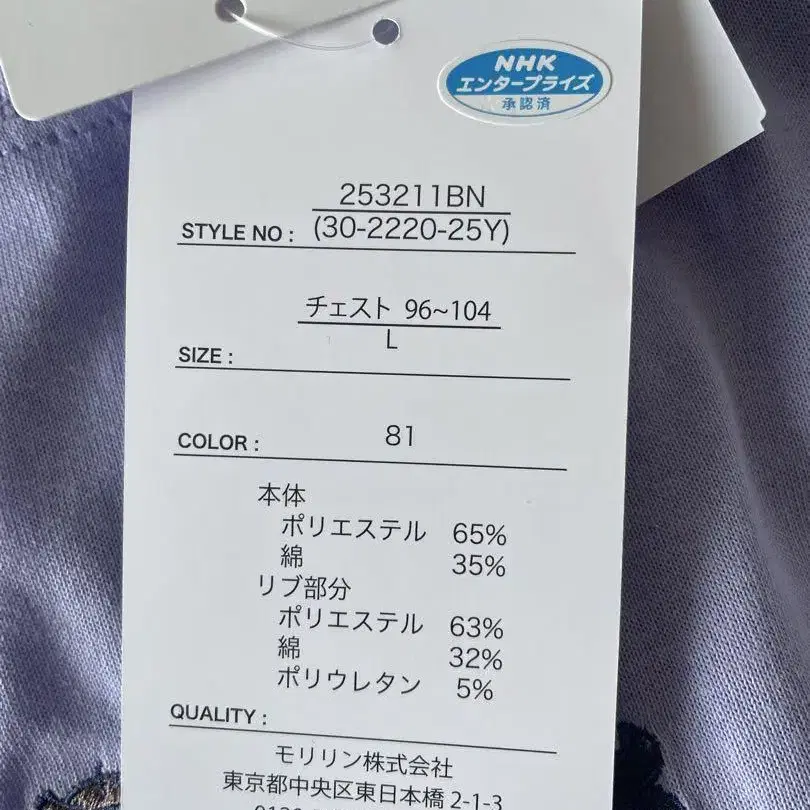 NHK
エンタープライズ
承認済
253211BN
STYLE NO : (30-2220-25Y)
チェスト 96~104
L
SIZE :
81
COLOR :
本体
ポリエステル 65%
綿 35%
リブ部分
ポリエステル 63%
綿 32%
ポリウレタン 5%
QUALITY :
モリリン株式会社
東京都中央区東日本橋 2-1-3